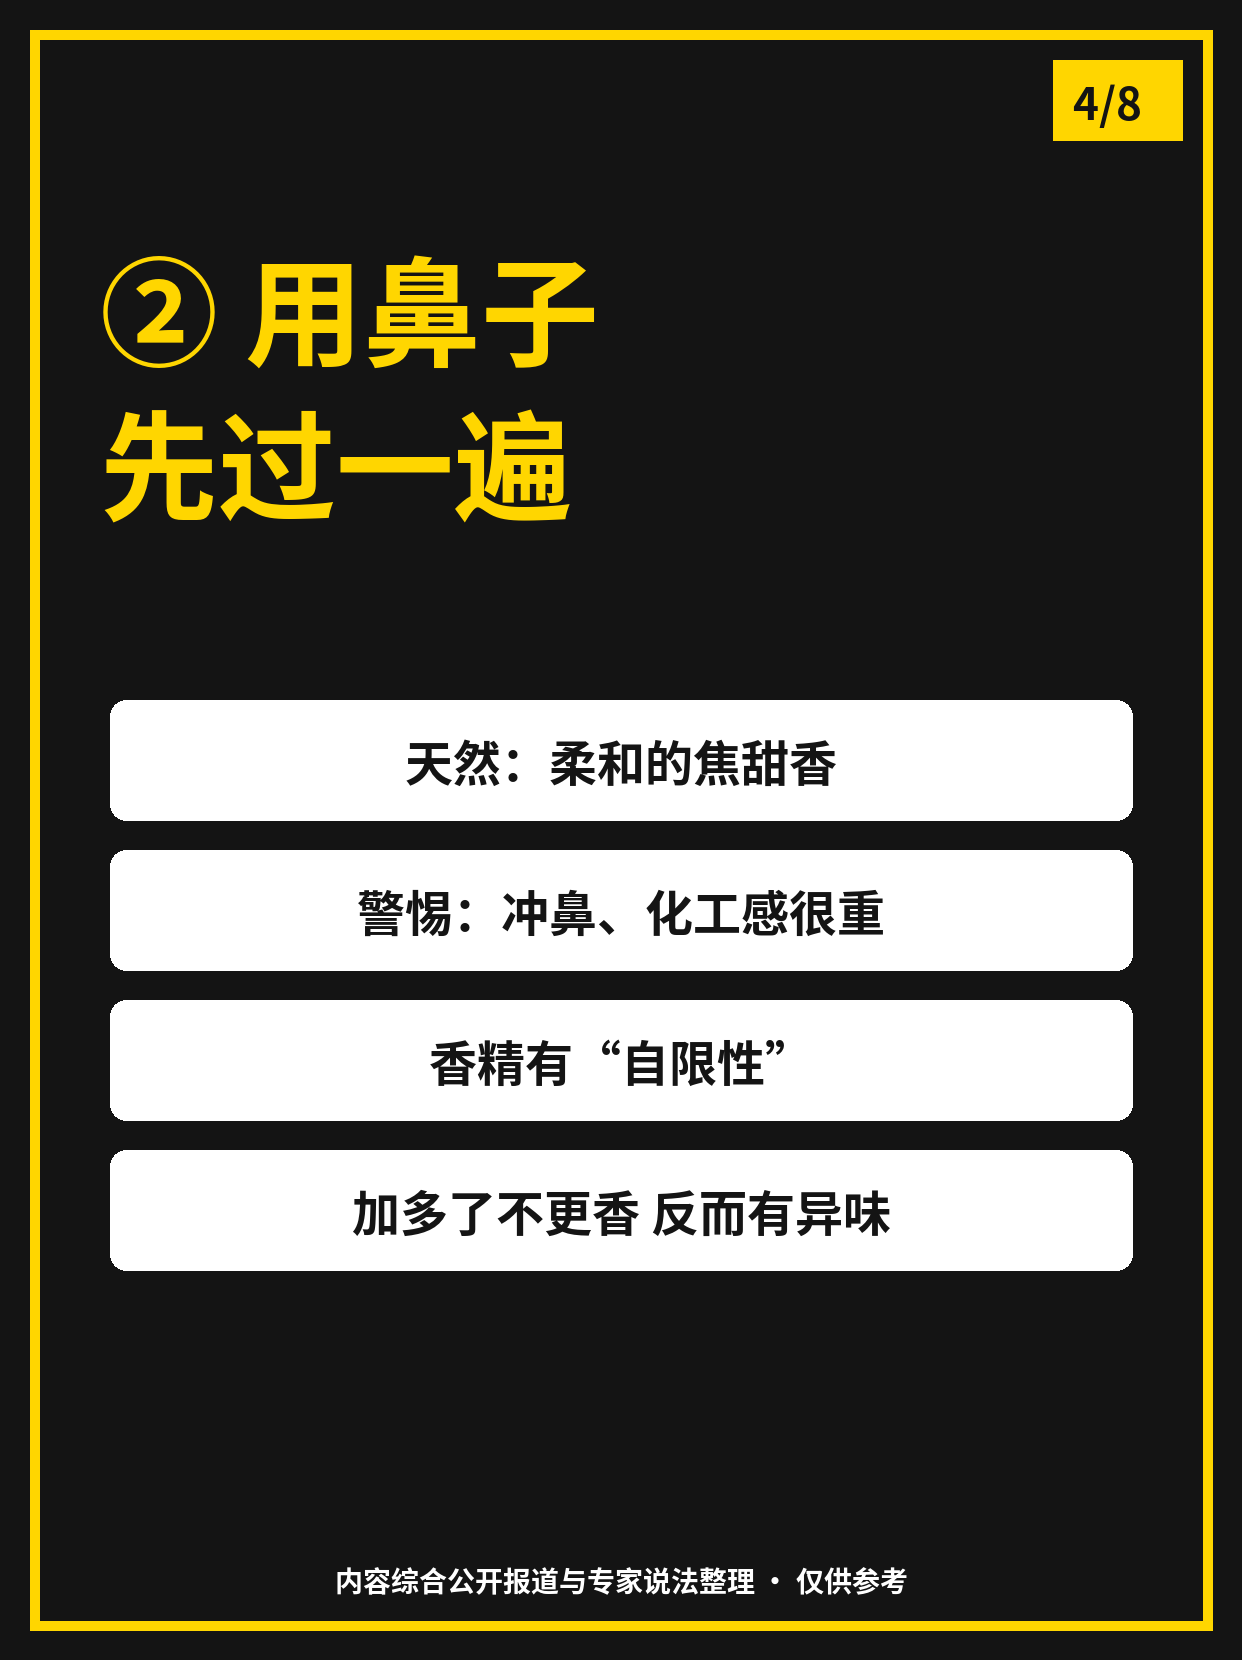 4/8
② 用鼻子
先过一遍
天然：柔和的焦甜香
警惕：冲鼻、化工感很重
香精有“自限性”
加多了不更香 反而有异味
内容综合公开报道与专家说法整理 · 仅供参考